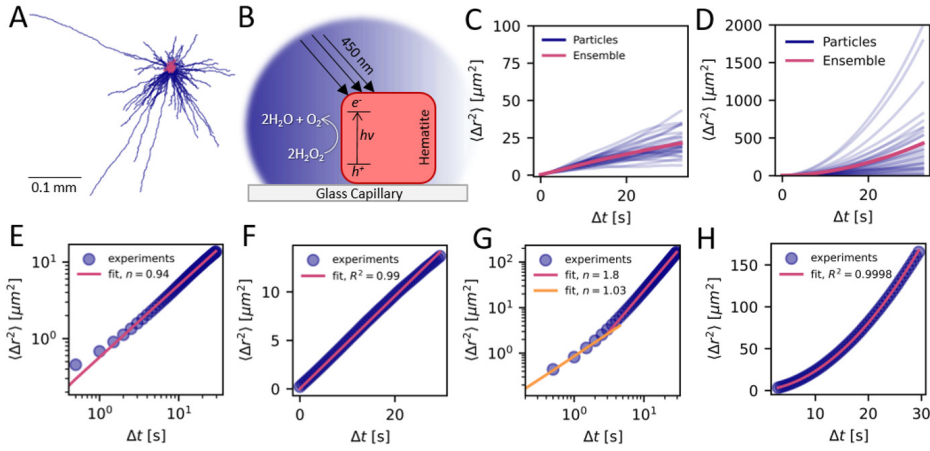 A
0.1 mm
B
450 nm
e⁻
2H₂O + O₂
hν
2H₂O₂
h⁺
Hematite
Glass Capillary
C
⟨Δr²⟩ [μm²]
100
75
50
25
0
Particles
Ensemble
0
20
Δt [s]
D
⟨Δr²⟩ [μm²]
2000
1500
1000
500
0
Particles
Ensemble
0
20
Δt [s]
E
⟨Δr²⟩ [μm²]
10¹
10⁰
experiments
fit, n = 0.94
10⁰
10¹
Δt [s]
F
⟨Δr²⟩ [μm²]
10
5
0
experiments
fit, R² = 0.99
0
20
Δt [s]
G
⟨Δr²⟩ [μm²]
10²
10¹
10⁰
experiments
fit, n = 1.8
fit, n = 1.03
10⁰
10¹
Δt [s]
H
⟨Δr²⟩ [μm²]
150
100
50
0
experiments
fit, R² = 0.9998
10
20
30
Δt [s]